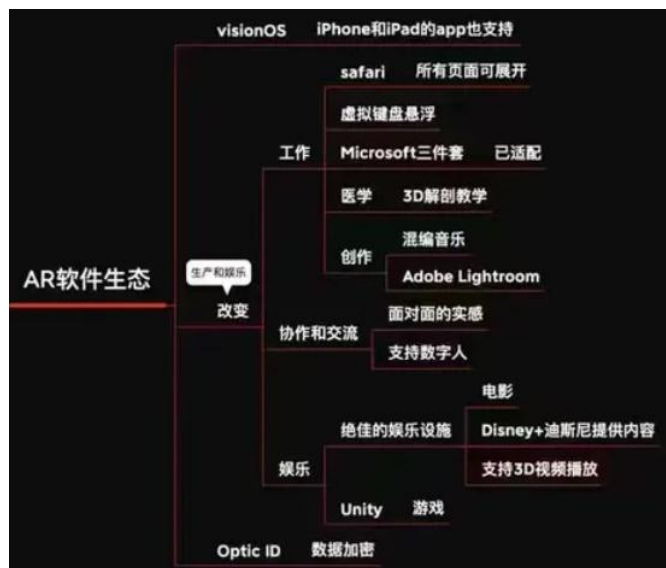 visionOS iPhone和iPad的app也支持
safari 所有页面可展开
虚拟键盘悬浮
工作 Microsoft三件套 已适配
医学 3D解剖教学
混编音乐
创作
Adobe Lightroom
AR软件生态
生产和娱乐
改变
面对面的实感
协作和交流
支持数字人
电影
绝佳的娱乐设施 Disney+迪斯尼提供内容
支持3D视频播放
娱乐
Unity 游戏
Optic ID 数据加密